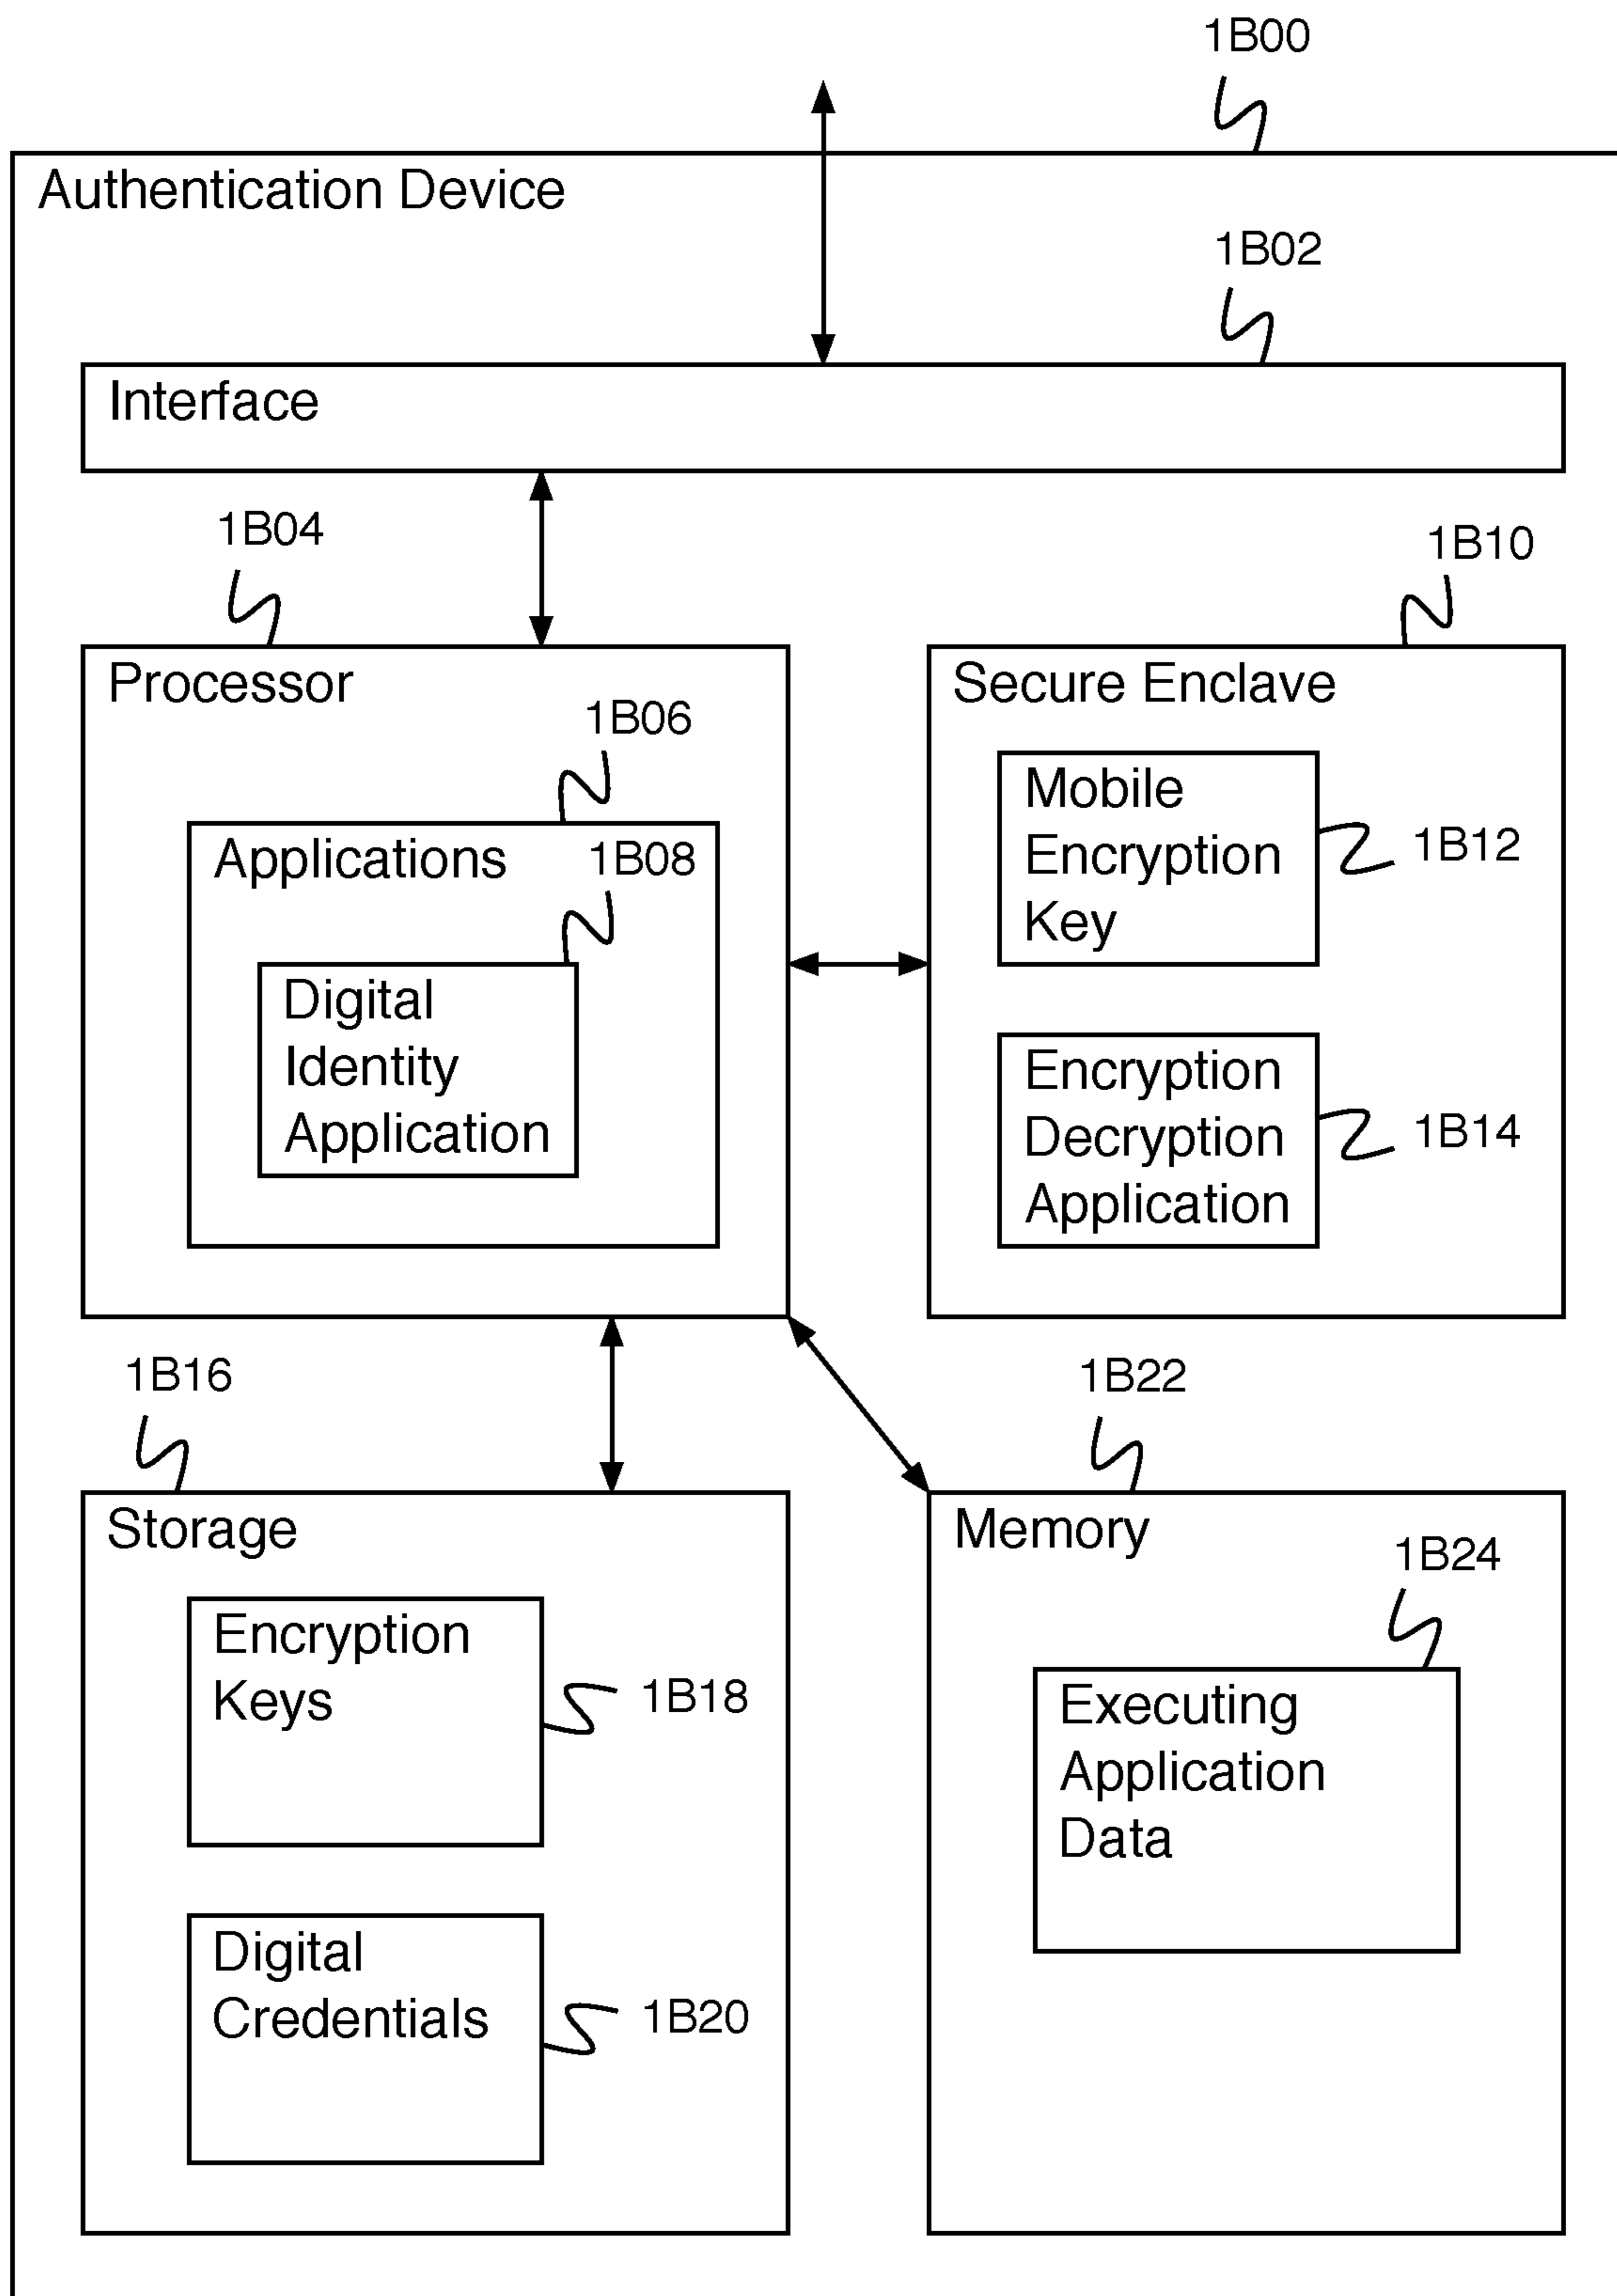 1B00
Authentication Device
1B02
Interface
1B04
1B10
Processor
Secure Enclave
1B06
Mobile
Encryption
Key
1B12
Applications
1B08
Digital
Identity
Application
Encryption
Decryption
Application
1B14
1B16
1B22
Storage
Memory
1B24
Encryption
Keys
1B18
Executing
Application
Data
Digital
Credentials
1B20